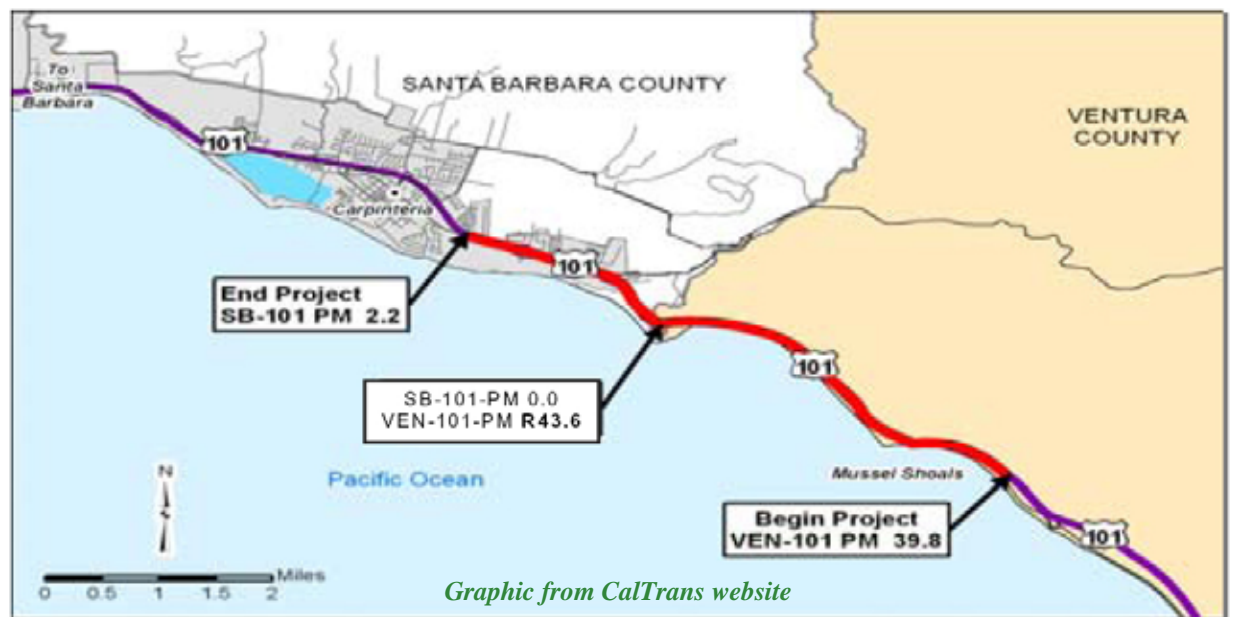 To
Santa
Barbara
SANTA BARBARA COUNTY
VENTURA
COUNTY
101
Carpinteria
101
End Project
SB-101 PM 2.2
101
SB-101-PM 0.0
VEN-101-PM R43.6
Pacific Ocean
Mussel Shoals
N
Begin Project
VEN-101 PM 39.8
101
Miles
0 0.5 1 1.5 2
Graphic from CalTrans website